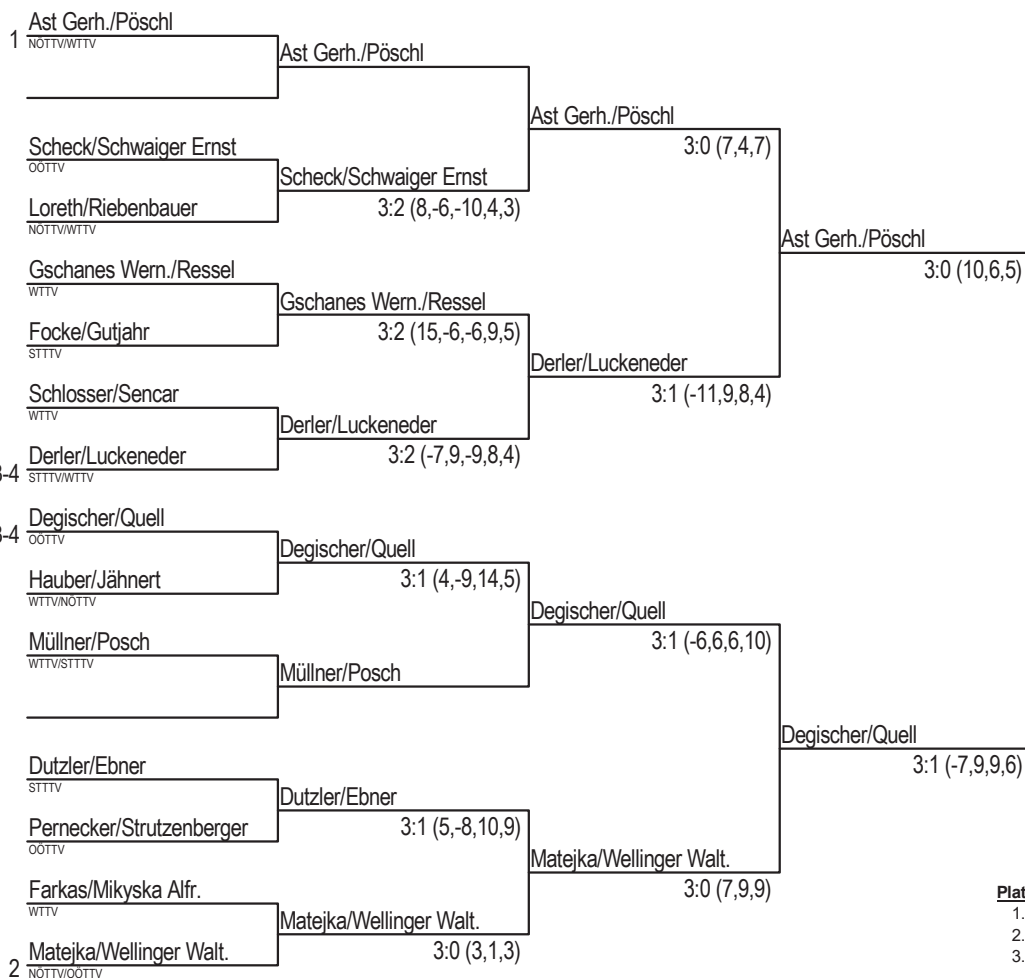 Ast Gerh./Pöschl
1 NÖTTV/WTTV
Scheck/Schwaiger Ernst
OÖTTV
Loreth/Riebenbauer
NÖTTV/WTTV
Gschanes Wern./Ressel
WTTV
Focke/Gutjahr
STTTV
Schlosser/Sencar
WTTV
Derler/Luckeneder
3-4 STTTV/WTTV
Degischer/Quell
3-4 OÖTTV
Hauber/Jähnert
WTTV/NÖTTV
Müllner/Posch
WTTV/STTTV
Dutzler/Ebner
STTTV
Pernecker/Strutzenberger
OÖTTV
Farkas/Mikyska Alfr.
WTTV
Matejka/Wellinger Walt.
2 NÖTTV/OÖTTV
Ast Gerh./Pöschl
Scheck/Schwaiger Ernst
3:2 (8,-6,-10,4,3)
Gschanes Wern./Ressel
3:2 (15,-6,-6,9,5)
Derler/Luckeneder
3:2 (-7,9,-9,8,4)
Degischer/Quell
3:1 (4,-9,14,5)
Müllner/Posch
Dutzler/Ebner
3:1 (5,-8,10,9)
Matejka/Wellinger Walt.
3:0 (3,1,3)
Ast Gerh./Pöschl
3:0 (7,4,7)
Derler/Luckeneder
3:1 (-11,9,8,4)
Degischer/Quell
3:1 (-6,6,6,10)
Matejka/Wellinger Walt.
3:0 (7,9,9)
Ast Gerh./Pöschl
3:0 (10,6,5)
Degischer/Quell
3:1 (-7,9,9,6)
Plat
1.
2.
3.